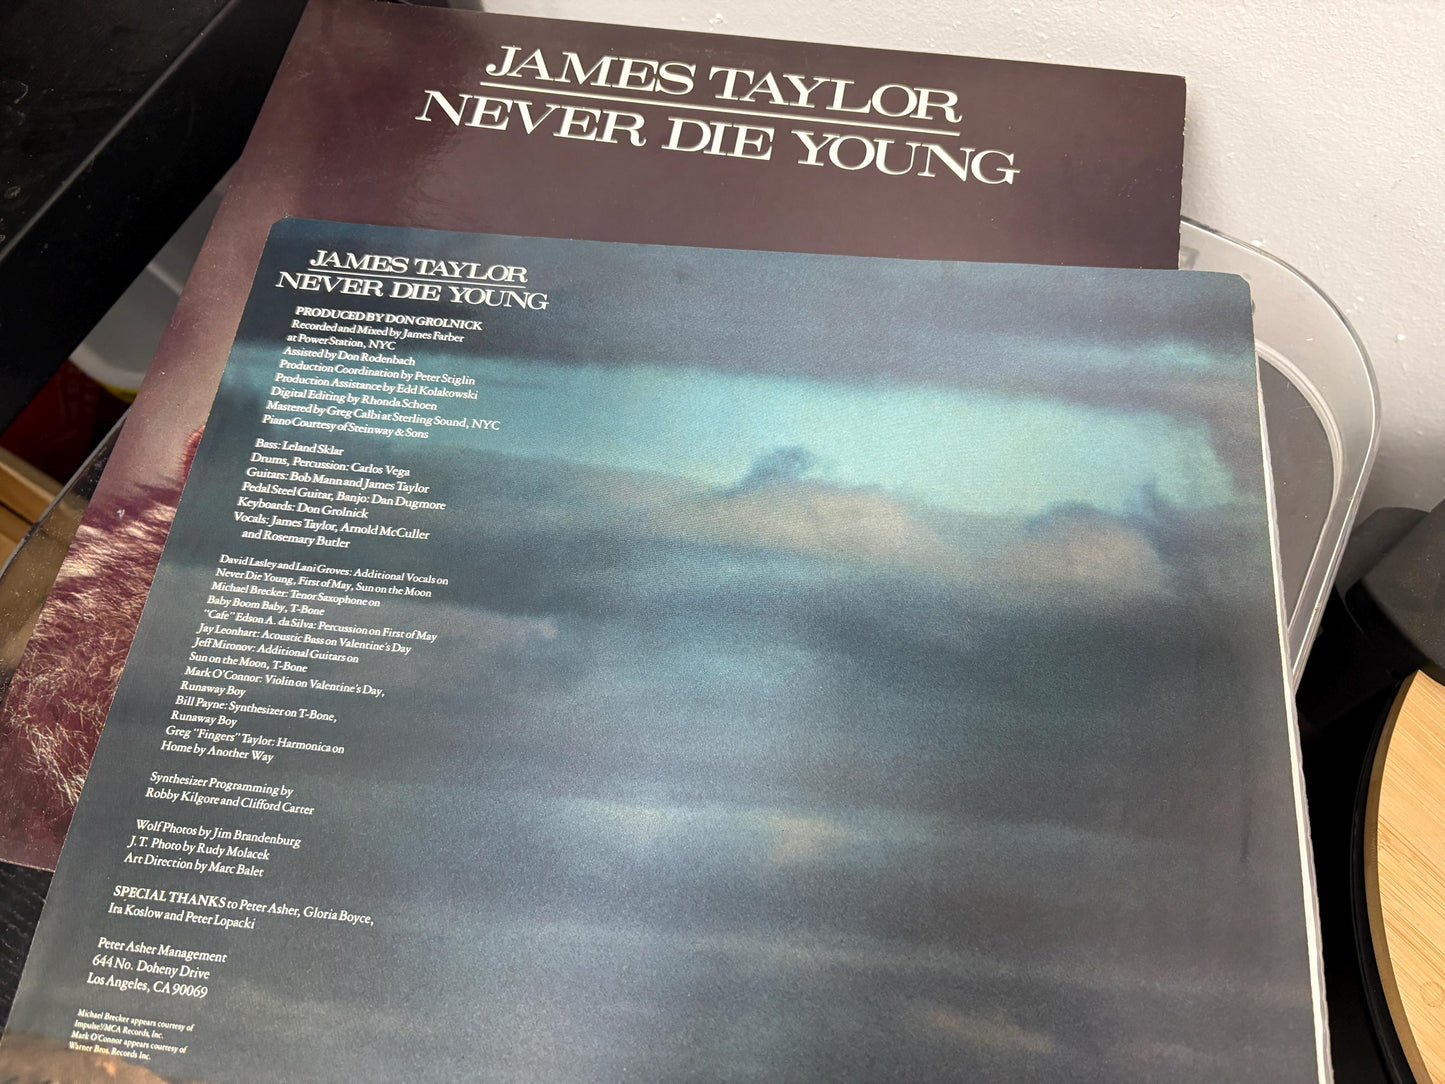 JAMES TAYLOR
NEVER DIE YOUNG
JAMES TAYLOR
NEVER DIE YOUNG
PRODUCED BY DON GROLNICK
Recorded and Mixed by James Farber
at Power Station, NYC
Assisted by Don Rodenbach
Production Coordination by Peter Stiglin
Production Assistance by Edd Kolakowski
Digital Editing by Rhonda Schoen
Mastered by Greg Calbi at Sterling Sound, NYC
Piano Courtesy of Steinway & Sons
Bass: Leland Sklar
Drums, Percussion: Carlos Vega
Guitars: Bob Mann and James Taylor
Pedal Steel Guitar, Banjo: Dan Dugmore
Keyboards: Don Grolnick
Vocals: James Taylor, Arnold McCuller
and Rosemary Butler
David Lasley and Lani Groves: Additional Vocals on
Never Die Young, First of May, Sun on the Moon
Michael Brecker: Tenor Saxophone on
Baby Boom Baby, T-Bone
"Cafe" Edson A. da Silva: Percussion on First of May
Jay Leonhart: Acoustic Bass on Valentine's Day
Jeff Mironov: Additional Guitars on
Sun on the Moon, T-Bone
Mark O'Connor: Violin on Valentine's Day,
Runaway Boy
Bill Payne: Synthesizer on T-Bone,
Runaway Boy
Greg "Fingers" Taylor: Harmonica on
Home by Another Way
Synthesizer Programming by
Robby Kilgore and Clifford Carter
Wolf Photos by Jim Brandenburg
J.T. Photo by Rudy Molacek
Art Direction by Marc Balet
SPECIAL THANKS to Peter Asher, Gloria Boyce,
Ira Koslow and Peter Lopacki
Peter Asher Management
644 No. Doheny Drive
Los Angeles, CA 90069
Michael Brecker appears courtesy of
Impulse!/MCA Records, Inc.
Mark O'Connor appears courtesy of
Warner Bros. Records Inc.